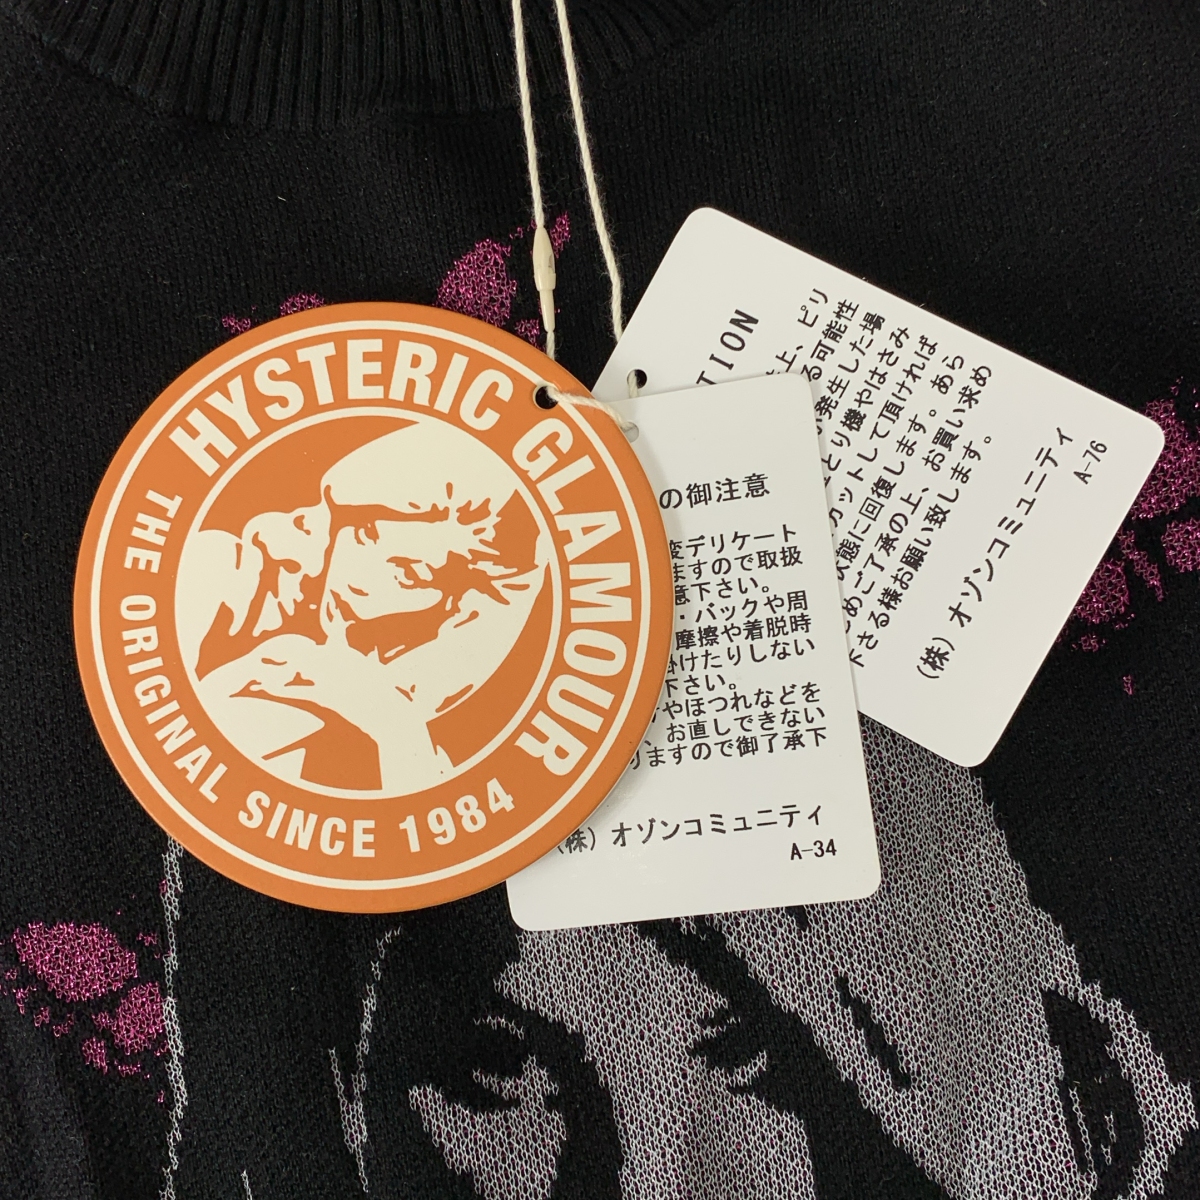 HYSTERIC GLAMOUR
THE ORIGINAL SINCE 1984
の御注意
デリケート
ますので取扱
意下さい。
・バックや周
摩擦や着脱時
掛けたりしない
下さい。
やほつれなどを
、お直しできない
りますので御了承下
(株) オゾンコミュニティ
A-34
TION
上、ピリ
る可能性
発生した場
とり機やはさみ
カットして頂ければ
状態に回復します。あら
じめご了承の上、お買い求め
下さる様お願い致します。
(株) オゾンコミュニティ
A-76